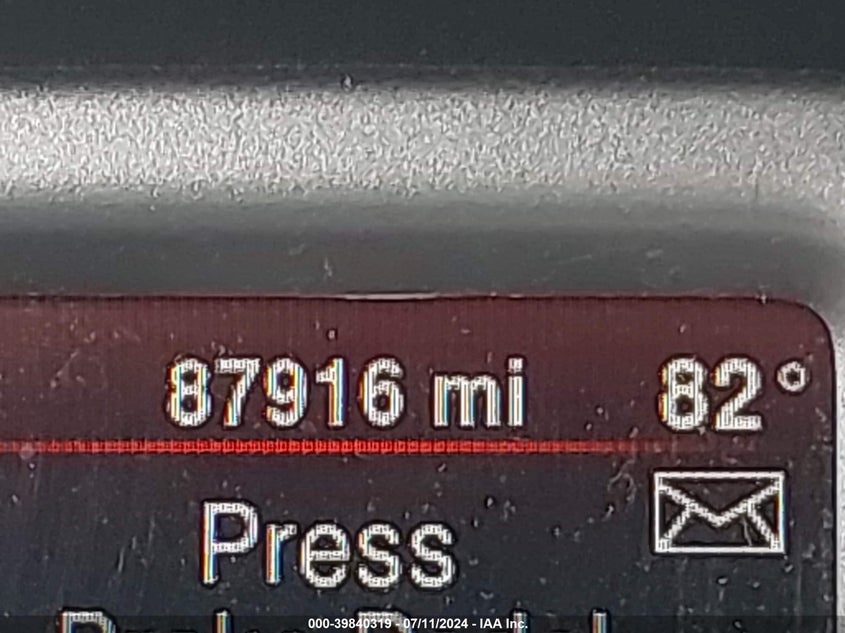 87916 mi 82°
Press
000-39840319 - 07/11/2024 - IAA Inc.